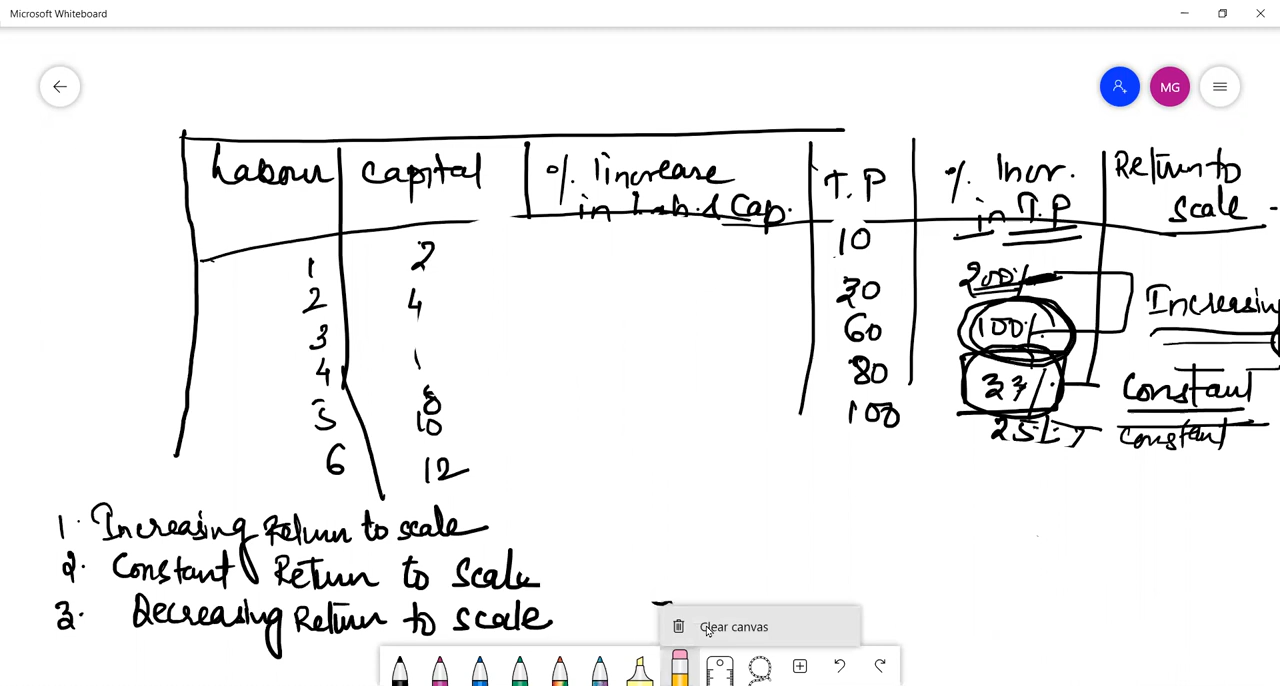 Microsoft Whiteboard
MG
Labour Capital % Increase in Lab. & Cap. T.P % Incr. in T.P Return to Scale
1 2 10
2 4 30 200% Increasing
3 60 100%
4 8 80 33% Constant
5 10 100 25% Constant
6 12
1. Increasing Return to scale
2. Constant Return to scale
3. Decreasing Return to scale
Clear canvas